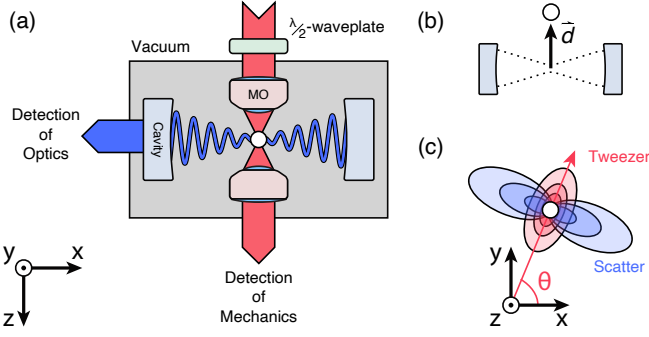 (a)
λ/2-waveplate
Vacuum
MO
Detection
of
Optics
Cavity
Detection
of
Mechanics
y
x
z
(b)
d⃗
(c)
Tweezer
Scatter
y
θ
z
x